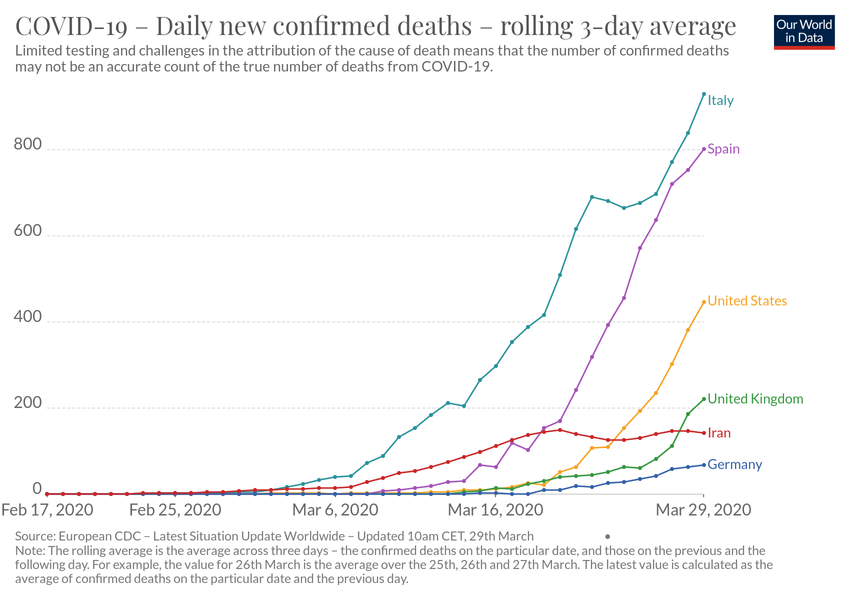 COVID-19 – Daily new confirmed deaths – rolling 3-day average
Our World
in Data
Limited testing and challenges in the attribution of the cause of death means that the number of confirmed deaths
may not be an accurate count of the true number of deaths from COVID-19.
Italy
800
Spain
600
United States
400
United Kingdom
200
Iran
Germany
0
Feb 17, 2020
Feb 25, 2020
Mar 6, 2020
Mar 16, 2020
Mar 29, 2020
Source: European CDC – Latest Situation Update Worldwide – Updated 10am CET, 29th March
Note: The rolling average is the average across three days – the confirmed deaths on the particular date, and those on the previous and the
following day. For example, the value for 26th March is the average over the 25th, 26th and 27th March. The latest value is calculated as the
average of confirmed deaths on the particular date and the previous day.